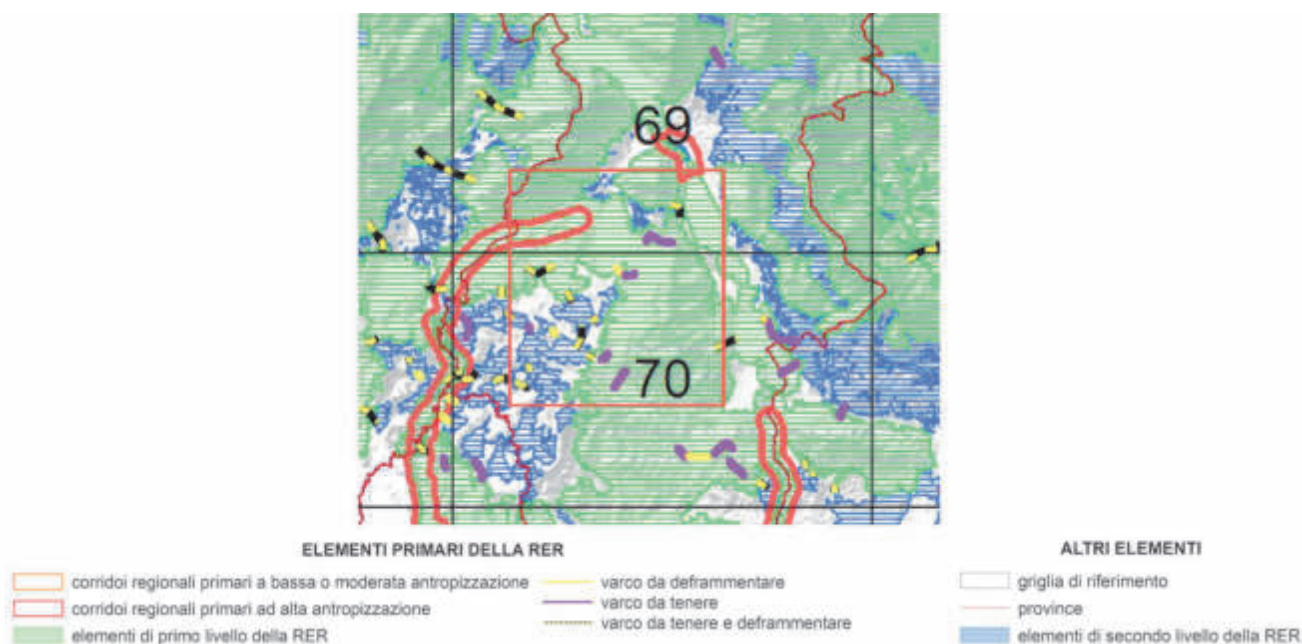 69
70
ELEMENTI PRIMARI DELLA RER
corridoi regionali primari a bassa o moderata antropizzazione
corridoi regionali primari ad alta antropizzazione
elementi di primo livello della RER
varco da deframmentare
varco da tenere
varco da tenere e deframmentare
ALTRI ELEMENTI
griglia di riferimento
province
elementi di secondo livello della RER